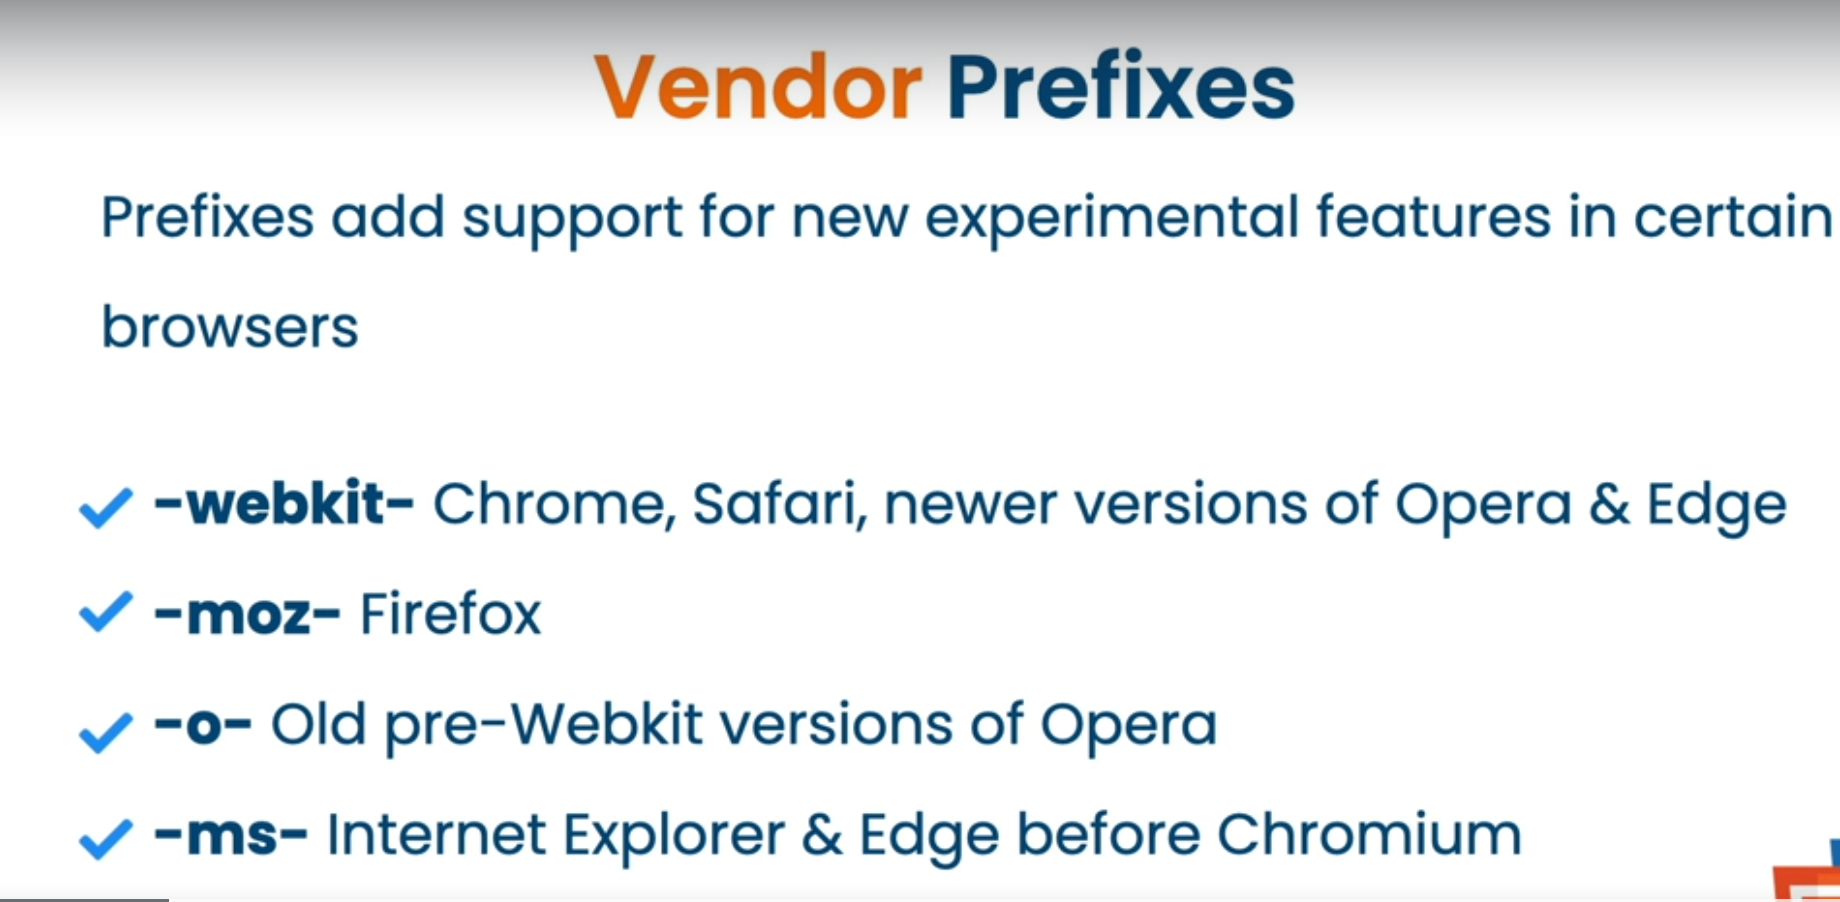 Vendor Prefixes
Prefixes add support for new experimental features in certain
browsers
-webkit- Chrome, Safari, newer versions of Opera & Edge
-moz- Firefox
-o- Old pre-Webkit versions of Opera
-ms- Internet Explorer & Edge before Chromium